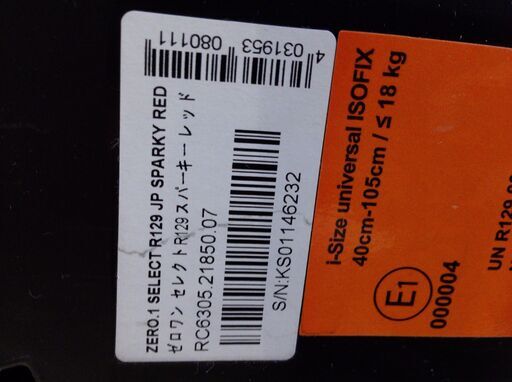 ZERO.1 SELECT R129 JP SPARKY RED
ゼロワン セレクト R129 スパーキーレッド
RC6305.21850.07
4 031953 080111
S/N:KS01146232
i-Size universal ISOFIX
40cm-105cm / ≤ 18 kg
E1
000004
UN R129